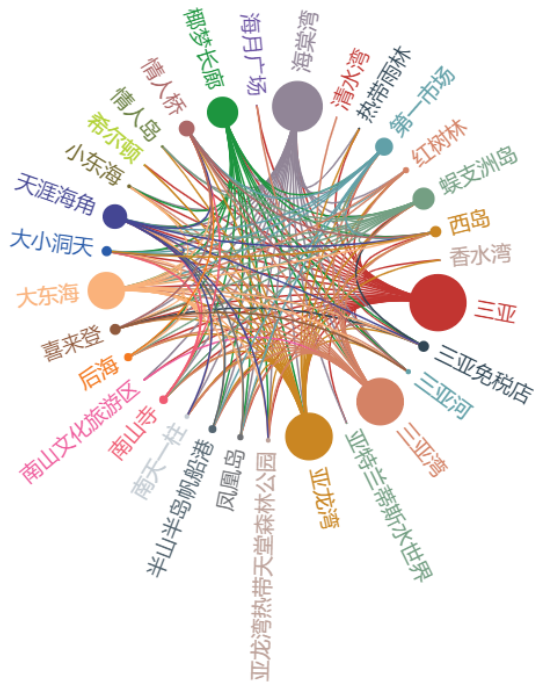 海棠湾
清水湾
热带雨林
第一市场
红树林
蜈支洲岛
西岛
香水湾
三亚
三亚免税店
三亚河
三亚湾
亚特兰蒂斯水世界
亚龙湾
亚龙湾热带天堂森林公园
凤凰岛
半山半岛帆船港
南天一柱
南山寺
南山文化旅游区
后海
喜来登
大东海
大小洞天
天涯海角
小东海
希尔顿
情人岛
情人桥
椰梦长廊
海月广场